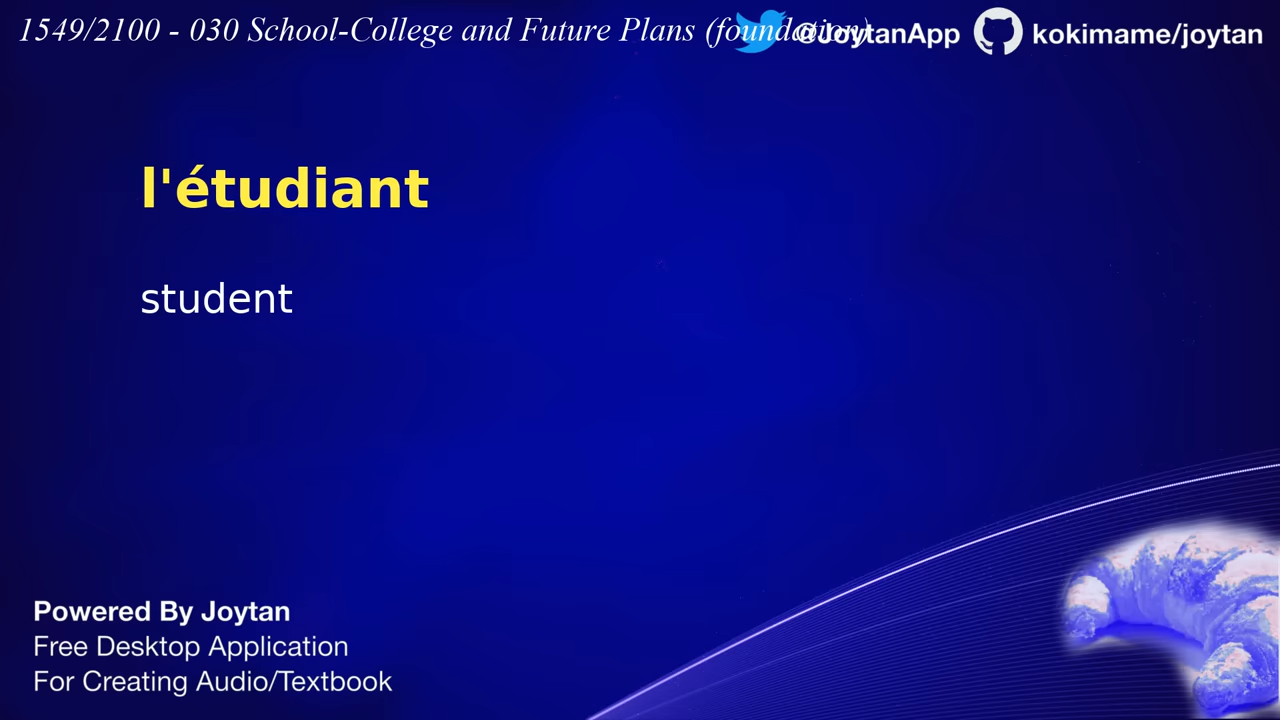 1549/2100 - 030 School-College and Future Plans (foundation)
@JoytanApp
kokimame/joytan
l'étudiant
student
Powered By Joytan
Free Desktop Application
For Creating Audio/Textbook